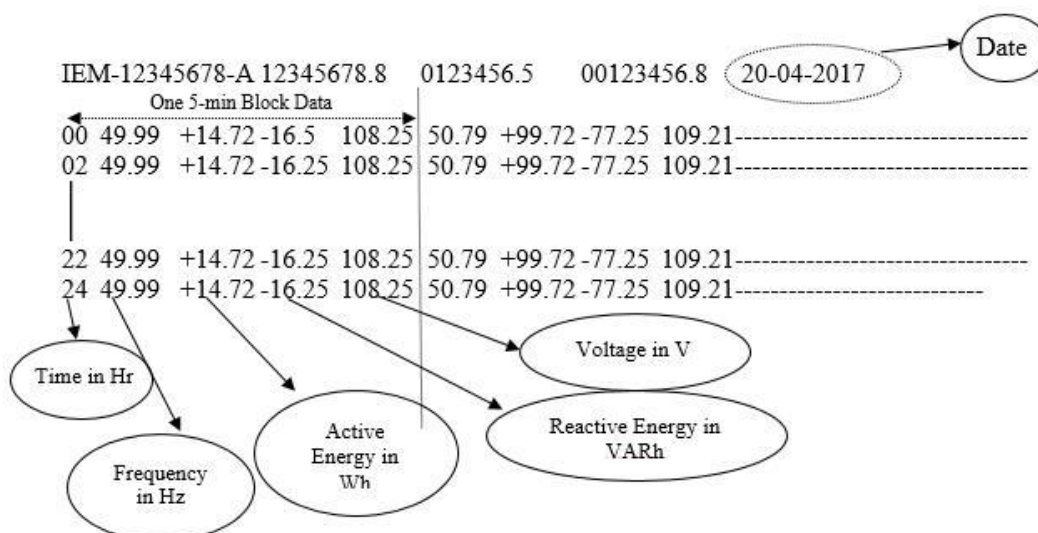 Date
IEM-12345678-A 12345678.8 0123456.5 00123456.8 20-04-2017
One 5-min Block Data
00 49.99 +14.72 -16.5 108.25 50.79 +99.72 -77.25 109.21-----------------------------
02 49.99 +14.72 -16.25 108.25 50.79 +99.72 -77.25 109.21-----------------------------
22 49.99 +14.72 -16.25 108.25 50.79 +99.72 -77.25 109.21-----------------------------
24 49.99 +14.72 -16.25 108.25 50.79 +99.72 -77.25 109.21-------------------------
Voltage in V
Time in Hr
Active
Energy in
Wh
Reactive Energy in
VARh
Frequency
in Hz